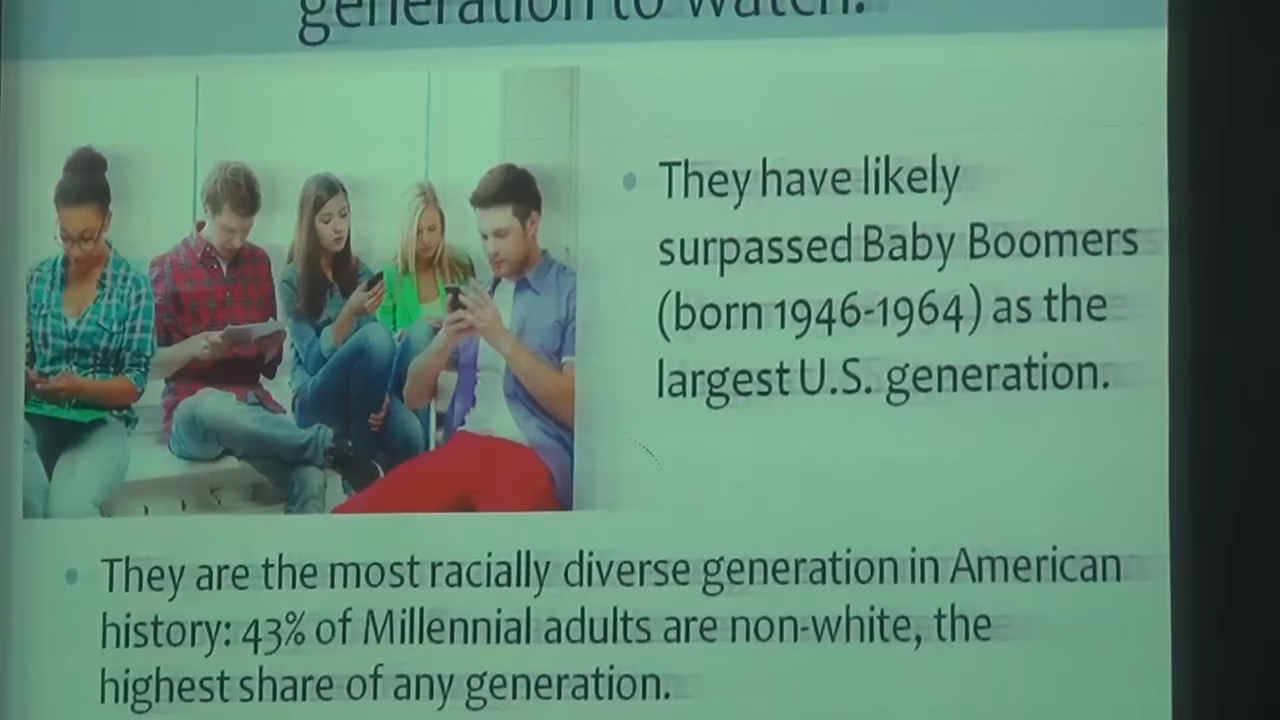 generation to watch.
• They have likely
surpassed Baby Boomers
(born 1946-1964) as the
largest U.S. generation.
• They are the most racially diverse generation in American
history: 43% of Millennial adults are non-white, the
highest share of any generation.